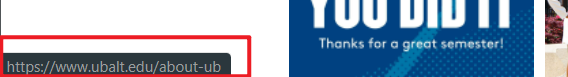 YOU DID IT
Thanks for a great semester!
https://www.ubalt.edu/about-ub